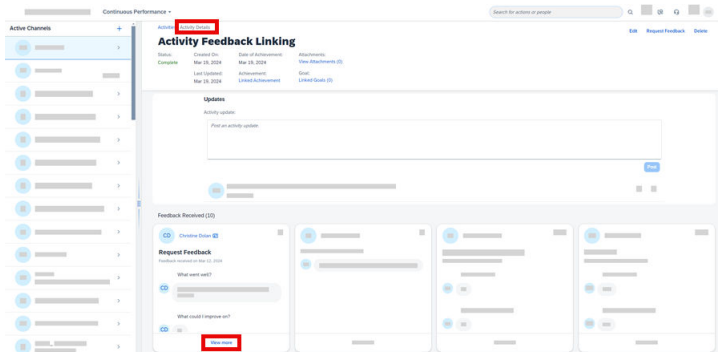 Continuous Performance
Search for actions or people
Active Channels +
Activities Activity Details
Edit Request Feedback Delete
Activity Feedback Linking
Status: Created On: Date of Achievement: Attachments:
Complete Mar 19, 2024 Mar 19, 2024 View Attachments (0)
Last Updated: Achievement: Goal:
Mar 19, 2024 Linked Achievement Linked Goals (0)
Updates
Activity update:
Post an activity update
Post
Feedback Received (10)
CD Christine Dolan
Request Feedback
Feedback received on Mar 22, 2024
What went well?
CD
What could I improve on?
CD
View more